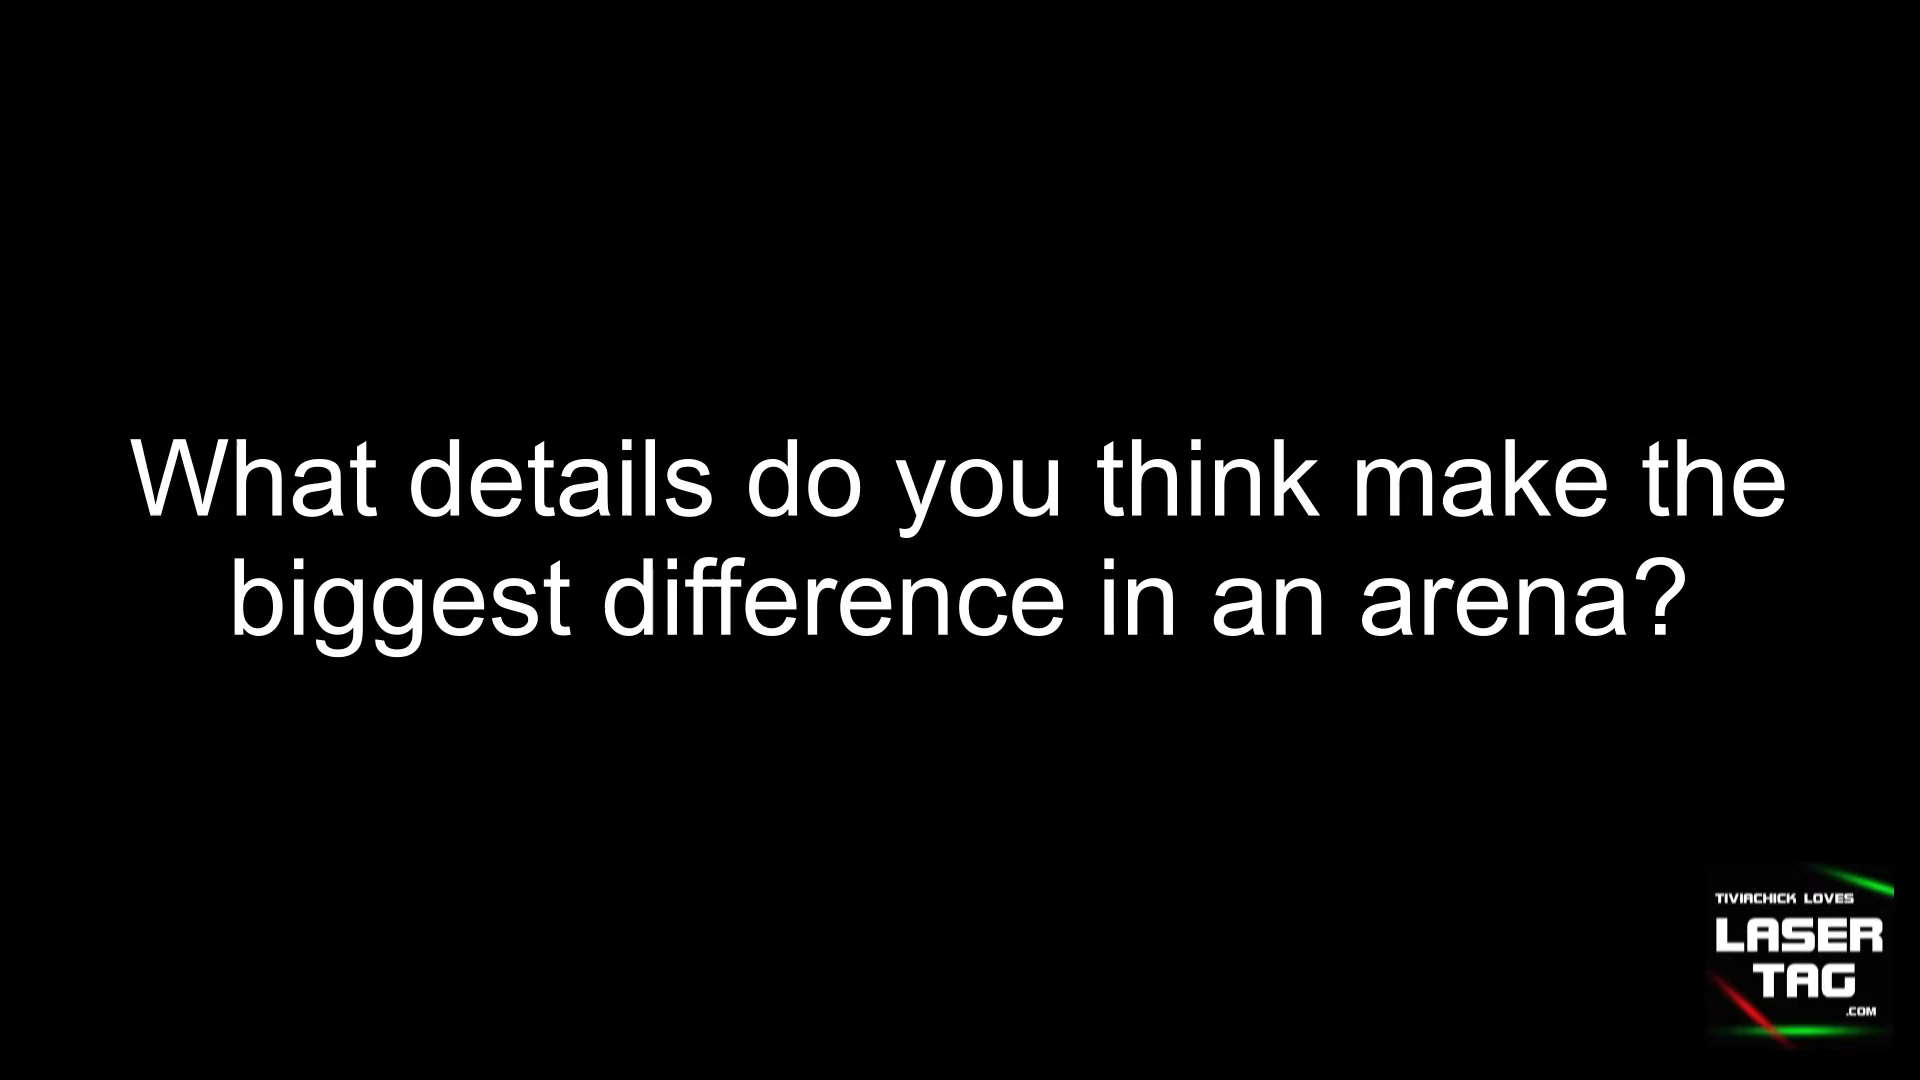 What details do you think make the
biggest difference in an arena?
TIVIACHICK LOVES
LASER
TAG
.COM